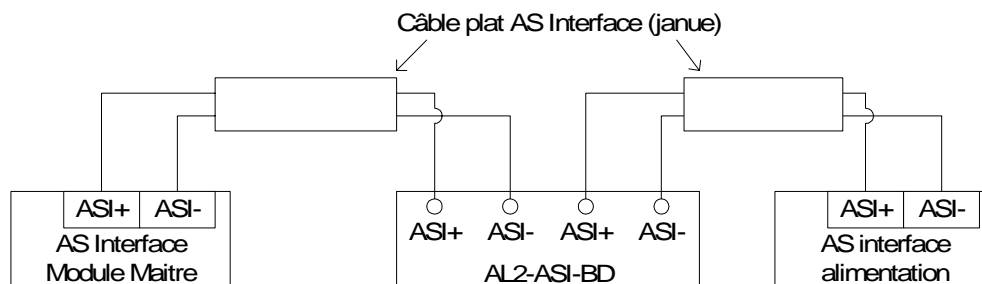 Câble plat AS Interface (janue)
ASI+ ASI-
AS Interface
Module Maitre
ASI+ ASI- ASI+ ASI-
AL2-ASI-BD
ASI+ ASI-
AS interface
alimentation